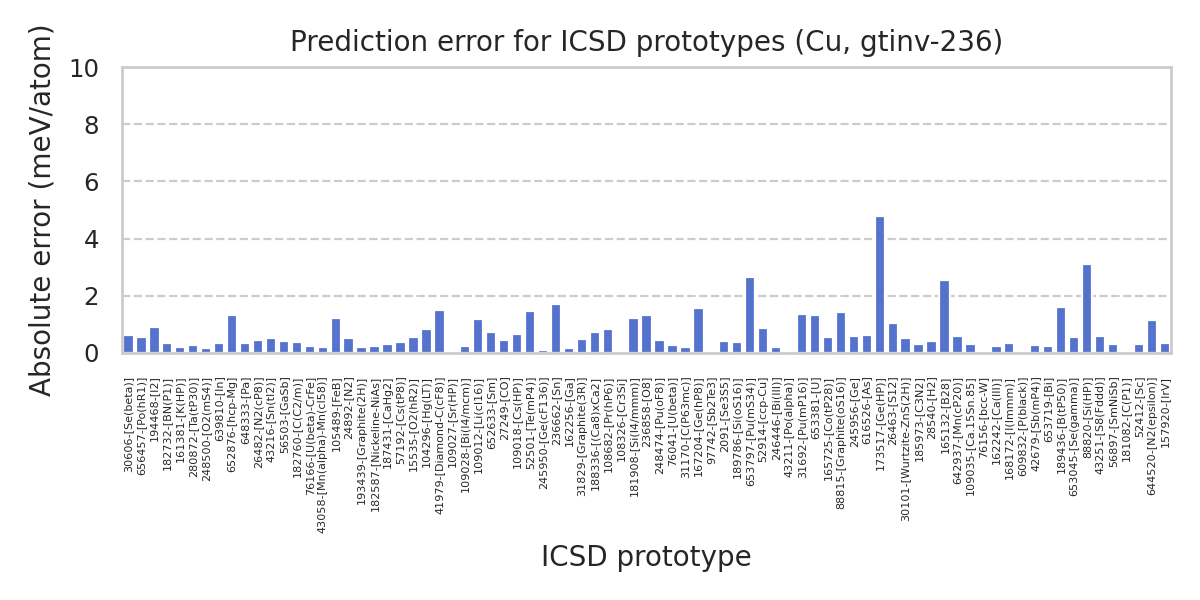 Prediction error for ICSD prototypes (Cu, gtinv-236)
Absolute error (meV/atom)
10
8
6
4
2
0
30606-[Se(beta)]
656457-[Po(hR1)]
194468-[I2]
182732-[BN(P1)]
161381-[K(HP)]
280872-[Ta(tP30)]
248500-[O2(mS4)]
639810-[In]
652876-[hcp-Mg]
648333-[Pa]
26482-[N2(cP8)]
43216-[Sn(tI2)]
56503-[GaSb]
182760-[C(C2/m)]
76166-[U(beta)-CrFe]
43058-[Mn(alpha)-Mn(cI58)]
1054899-[FeB]
24892-[N2]
193439-[Graphite(2H)]
182587-[Nickeline-NiAs]
187431-[CaHg2]
57192-[Cs(tP8)]
15535-[O2(hR2)]
104296-[Hg(LT)]
41979-[Diamond-C(cF8)]
109027-[Sr(HP)]
109028-[Bi(I4/mcm)]
109012-[Li(cI16)]
652633-[Sm]
27249-[CO]
109018-[Cs(HP)]
52501-[Te(mP4)]
245950-[Ge(cF136)]
236662-[Sn]
162256-[Ga]
31829-[Graphite(3R)]
188336-[(Ca8)xCa2]
108682-[Pr(hP6)]
108326-[Cr3Si]
181908-[Si(I4/mmm)]
236858-[O8]
248474-[Pu(oF8)]
76041-[U(beta)]
31170-[C(P63mc)]
167204-[Ge(hP8)]
97742-[Sb2Te3]
2091-[Se3S5]
189786-[Si(oS16)]
653797-[Pu(mS34)]
52914-[ccp-Cu]
246446-[Bi(III)]
43211-[Po(alpha)]
31692-[Pu(mP16)]
653381-[U]
165725-[Co(tP28)]
88815-[Graphite(oS16)]
245956-[Ge]
616526-[As]
173517-[Ge(HP)]
26463-[S12]
30101-[Wurtzite-ZnS(2H)]
185973-[C3N2]
28540-[H2]
165132-[B28]
642937-[Mn(cP20)]
109035-[Ca.15Sn.85]
76156-[bcc-W]
162242-[Ca(III)]
168172-[I(Immm)]
609832-[P(black)]
42679-[Sb(mP4)]
653719-[Bi]
189436-[B(tP50)]
653045-[Se(gamma)]
88820-[Si(HP)]
43251-[S8(Fddd)]
56897-[SmNiSb]
181082-[C(P1)]
52412-[Sc]
644520-[N2(epsilon)]
157920-[IrV]
ICSD prototype